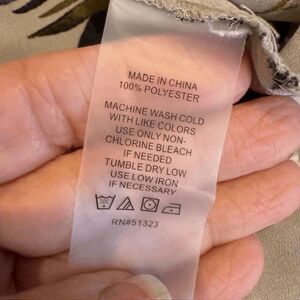 MADE IN CHINA
100% POLYESTER
MACHINE WASH COLD
WITH LIKE COLORS
USE ONLY NON-
CHLORINE BLEACH
IF NEEDED
TUMBLE DRY LOW
USE LOW IRON
IF NECESSARY
RN#51323